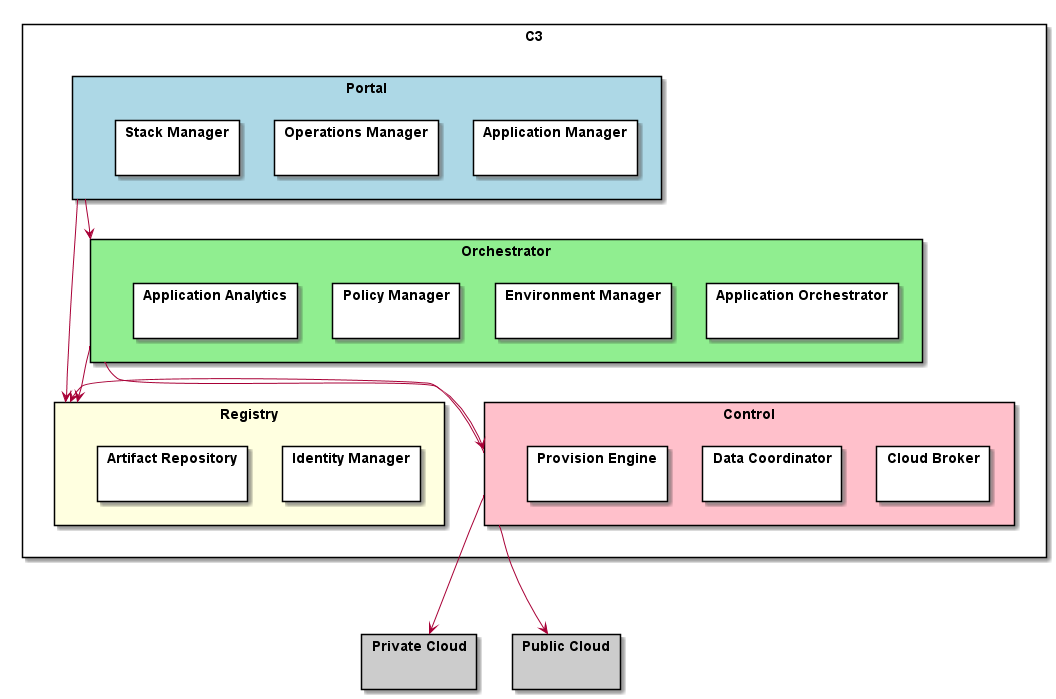 C3
Portal
Stack Manager
Operations Manager
Application Manager
Orchestrator
Application Analytics
Policy Manager
Environment Manager
Application Orchestrator
Registry
Artifact Repository
Identity Manager
Control
Provision Engine
Data Coordinator
Cloud Broker
Private Cloud
Public Cloud